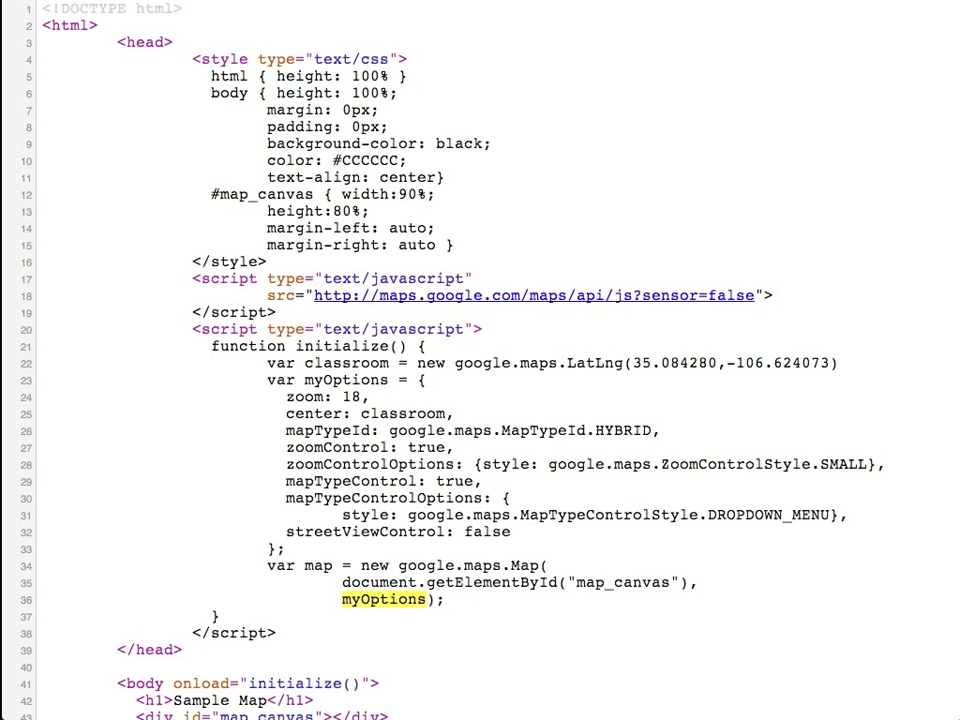 1 <!DOCTYPE html>
2 <html>
3 <head>
4 <style type="text/css">
5 html { height: 100% }
6 body { height: 100%;
7 margin: 0px;
8 padding: 0px;
9 background-color: black;
10 color: #CCCCCC;
11 text-align: center}
12 #map_canvas { width:90%;
13 height:80%;
14 margin-left: auto;
15 margin-right: auto }
16 </style>
17 <script type="text/javascript"
18 src="http://maps.google.com/maps/api/js?sensor=false">
19 </script>
20 <script type="text/javascript">
21 function initialize() {
22 var classroom = new google.maps.LatLng(35.084280,-106.624073)
23 var myOptions = {
24 zoom: 18,
25 center: classroom,
26 mapTypeId: google.maps.MapTypeId.HYBRID,
27 zoomControl: true,
28 zoomControlOptions: {style: google.maps.ZoomControlStyle.SMALL},
29 mapTypeControl: true,
30 mapTypeControlOptions: {
31 style: google.maps.MapTypeControlStyle.DROPDOWN_MENU},
32 streetViewControl: false
33 };
34 var map = new google.maps.Map(
35 document.getElementById("map_canvas"),
36 myOptions);
37 }
38 </script>
39 </head>
40
41 <body onload="initialize()">
42 <h1>Sample Map</h1>
43 <div id="map_canvas"></div>